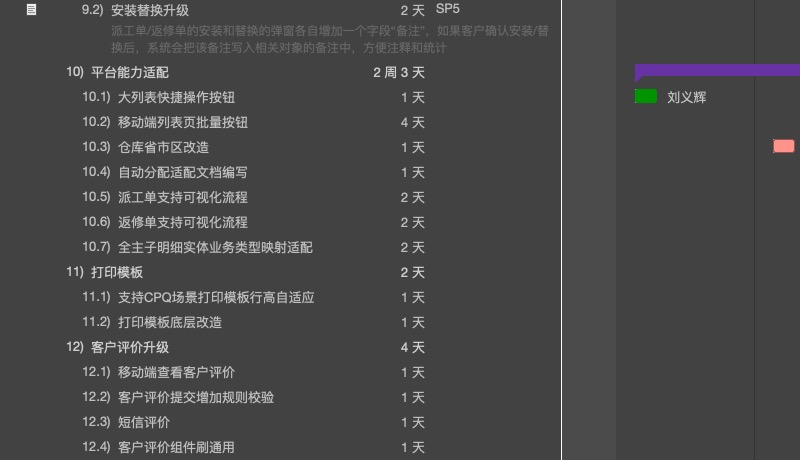 9.2) 安装替换升级 2 天 SP5
派工单/返修单的安装和替换的弹窗各自增加一个字段“备注”，如果客户确认安装/替
换后，系统会把该备注写入相关对象的备注中，方便注释和统计
10) 平台能力适配 2 周 3 天
10.1) 大列表快捷操作按钮 1 天 刘义辉
10.2) 移动端列表页批量按钮 4 天
10.3) 仓库省市区改造 1 天
10.4) 自动分配适配文档编写 1 天
10.5) 派工单支持可视化流程 2 天
10.6) 返修单支持可视化流程 2 天
10.7) 全主子明细实体业务类型映射适配 2 天
11) 打印模板 2 天
11.1) 支持CPQ场景打印模板行高自适应 1 天
11.2) 打印模板底层改造 1 天
12) 客户评价升级 4 天
12.1) 移动端查看客户评价 1 天
12.2) 客户评价提交增加规则校验 1 天
12.3) 短信评价 1 天
12.4) 客户评价组件刷通用 1 天